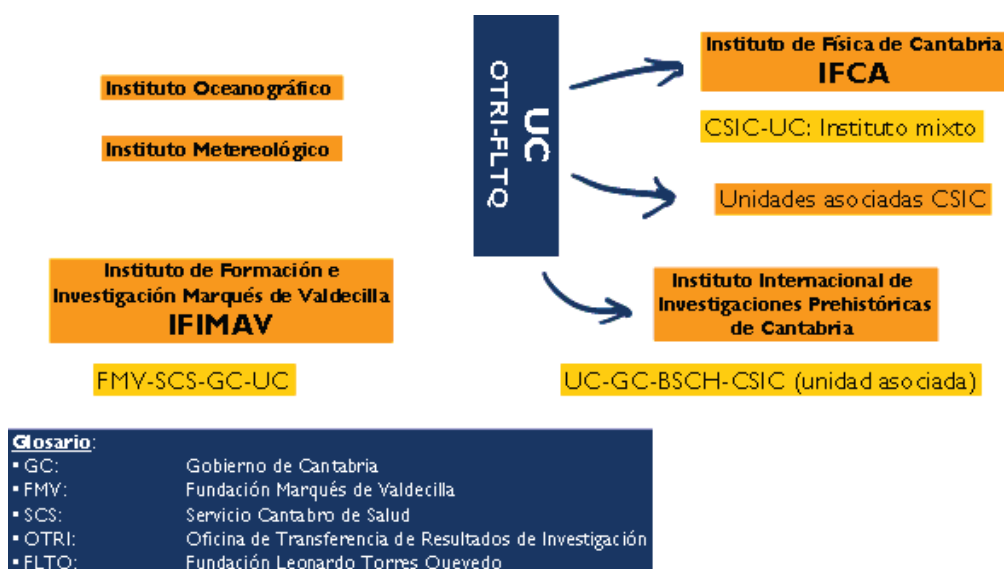 Instituto Oceanográfico
Instituto Metereológico
Instituto de Formación e
Investigación Marqués de Valdecilla
IFIMAV
FMV-SCS-GC-UC
UC
OTRI-FLTQ
Instituto de Física de Cantabria
IFCA
CSIC-UC: Instituto mixto
Unidades asociadas CSIC
Instituto Internacional de
Investigaciones Prehistóricas
de Cantabria
UC-GC-BSCH-CSIC (unidad asociada)
Glosario:
▪ GC: Gobierno de Cantabria
▪ FMV: Fundación Marqués de Valdecilla
▪ SCS: Servicio Cantabro de Salud
▪ OTRI: Oficina de Transferencia de Resultados de Investigación
▪ FLTQ: Fundación Leonardo Torres Quevedo